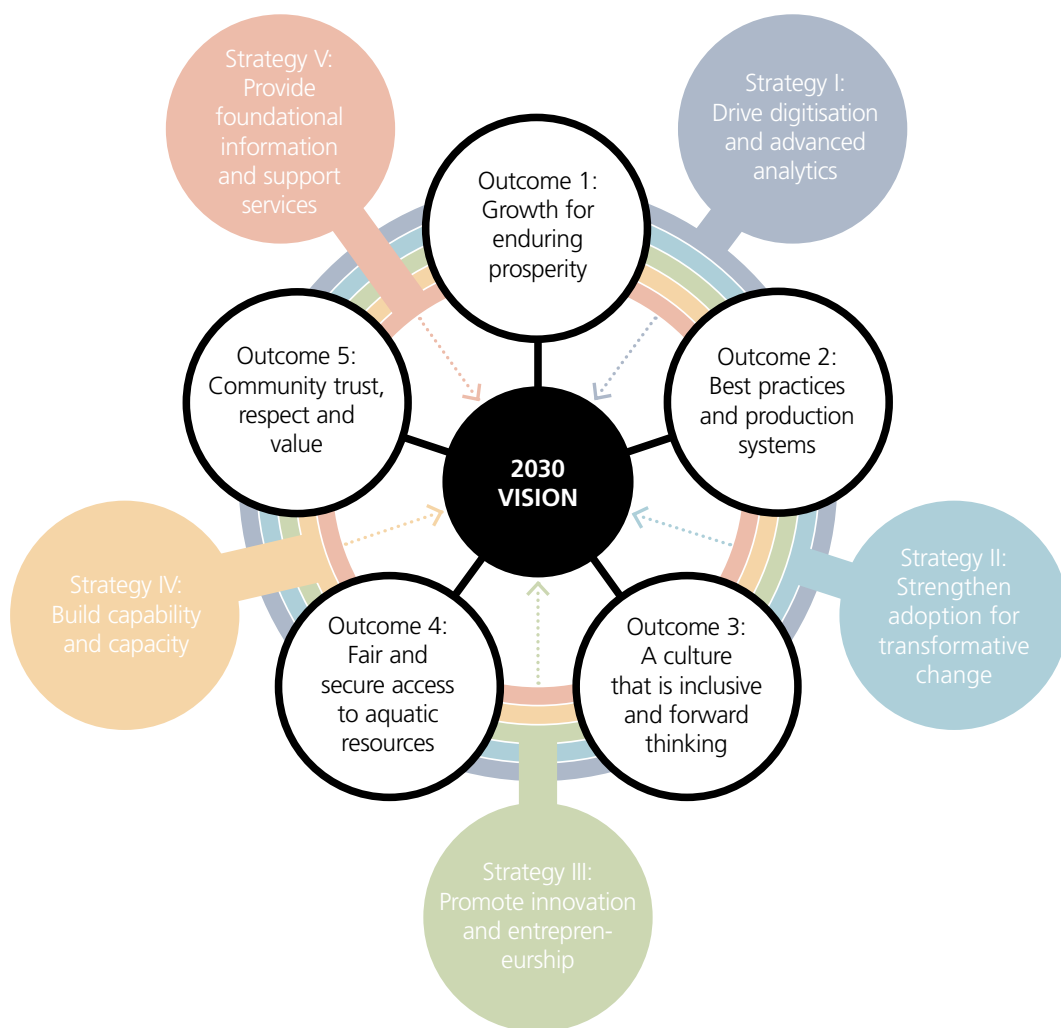 Strategy V:
Provide
foundational
information
and support
services
Strategy I:
Drive digitisation
and advanced
analytics
Outcome 1:
Growth for
enduring
prosperity
Outcome 5:
Community trust,
respect and
value
Outcome 2:
Best practices
and production
systems
2030
VISION
Strategy IV:
Build capability
and capacity
Strategy II:
Strengthen
adoption for
transformative
change
Outcome 4:
Fair and
secure access
to aquatic
resources
Outcome 3:
A culture
that is inclusive
and forward
thinking
Strategy III:
Promote innovation
and entrepren-
eurship